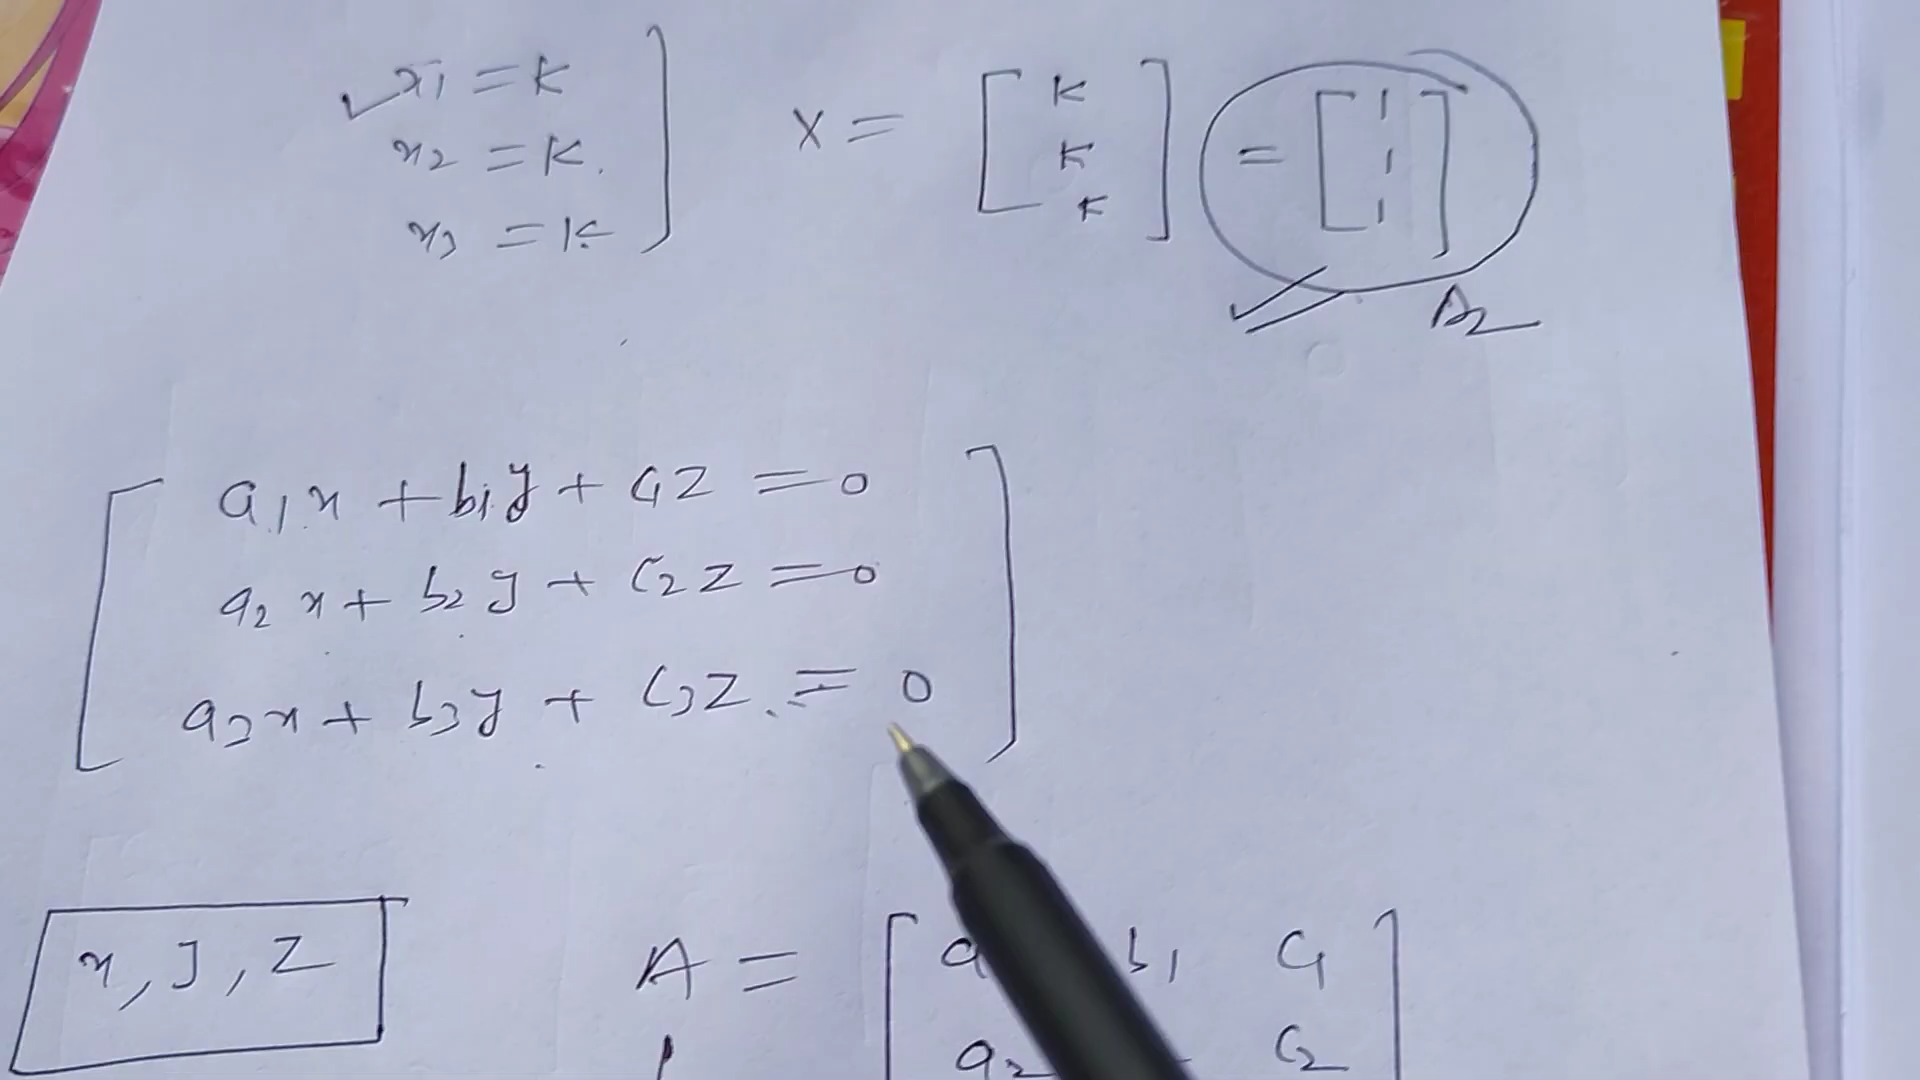 x1 = K
x2 = K.
x3 = K
X = [K K K] = [1 1 1]
a1x + b1y + c1z = 0
a2x + b2y + c2z = 0
a3x + b3y + c3z = 0
x, y, z
A = [a b1 c1
a2 c2